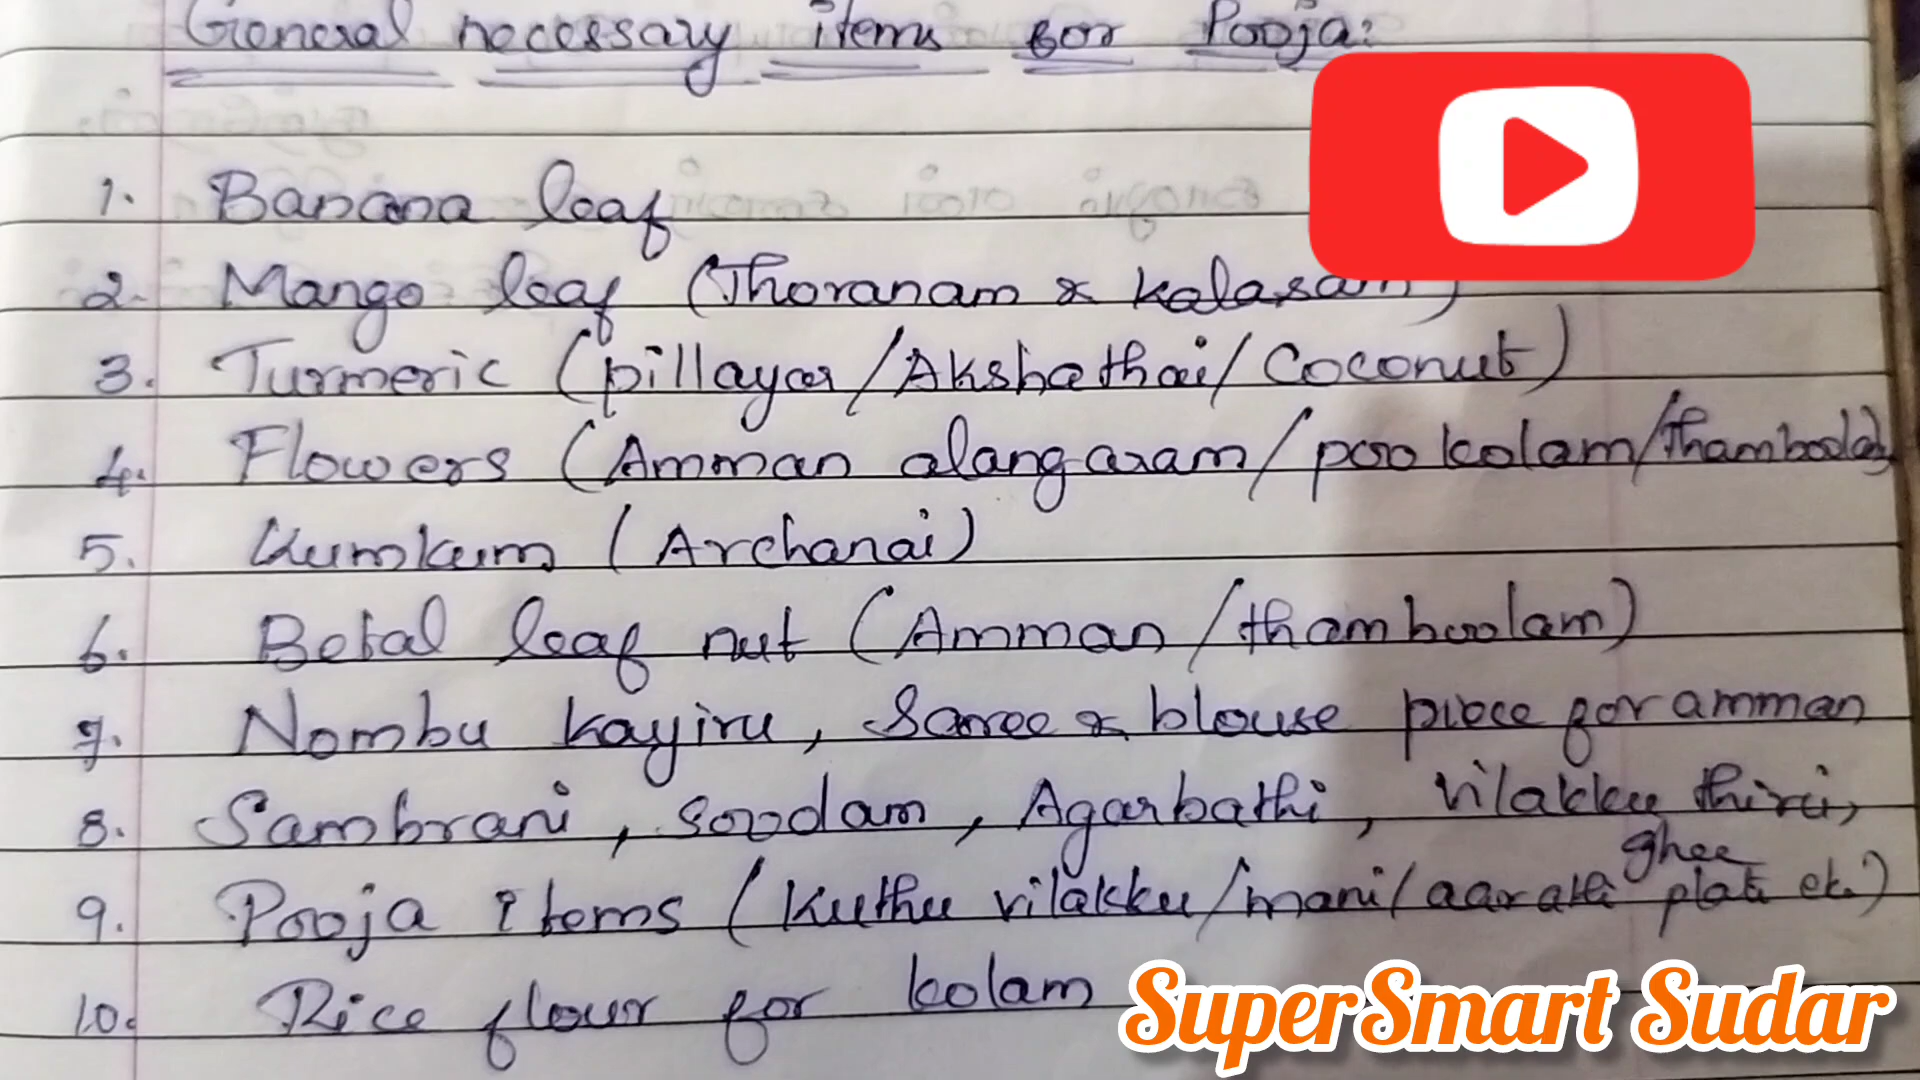 General necessary items for Pooja:
1. Banana leaf
2. Mango leaf (Thoranam & kalasam)
3. Turmeric (pillayar/Akshathai/Coconut)
4. Flowers (Amman alangaram/poo kolam/
5. Kumkum (Archanai)
6. Betal leaf nut (Amman/thamboolam)
7. Nombu kayiru, Saree & blouse piece for amman
8. Sambrani, soodam, Agarbathi, vilakku thiri,
ghee
9. Pooja items (Kuthu vilakku/mani/aarathi plate etc.)
10. Rice flour for kolam
SuperSmart Sudar